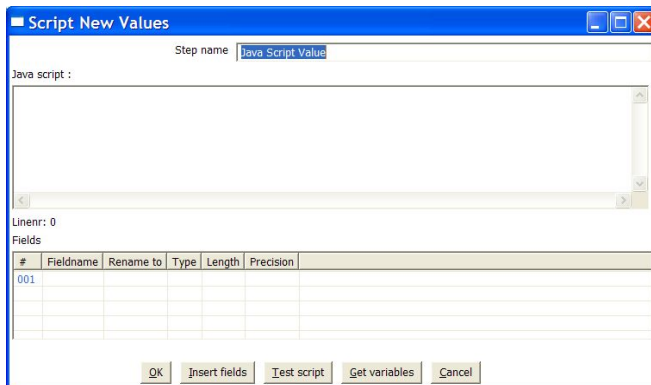 Script New Values
Step name Java Script Value
Java script :
Linenr: 0
Fields
# Fieldname Rename to Type Length Precision
001
OK Insert fields Test script Get variables Cancel